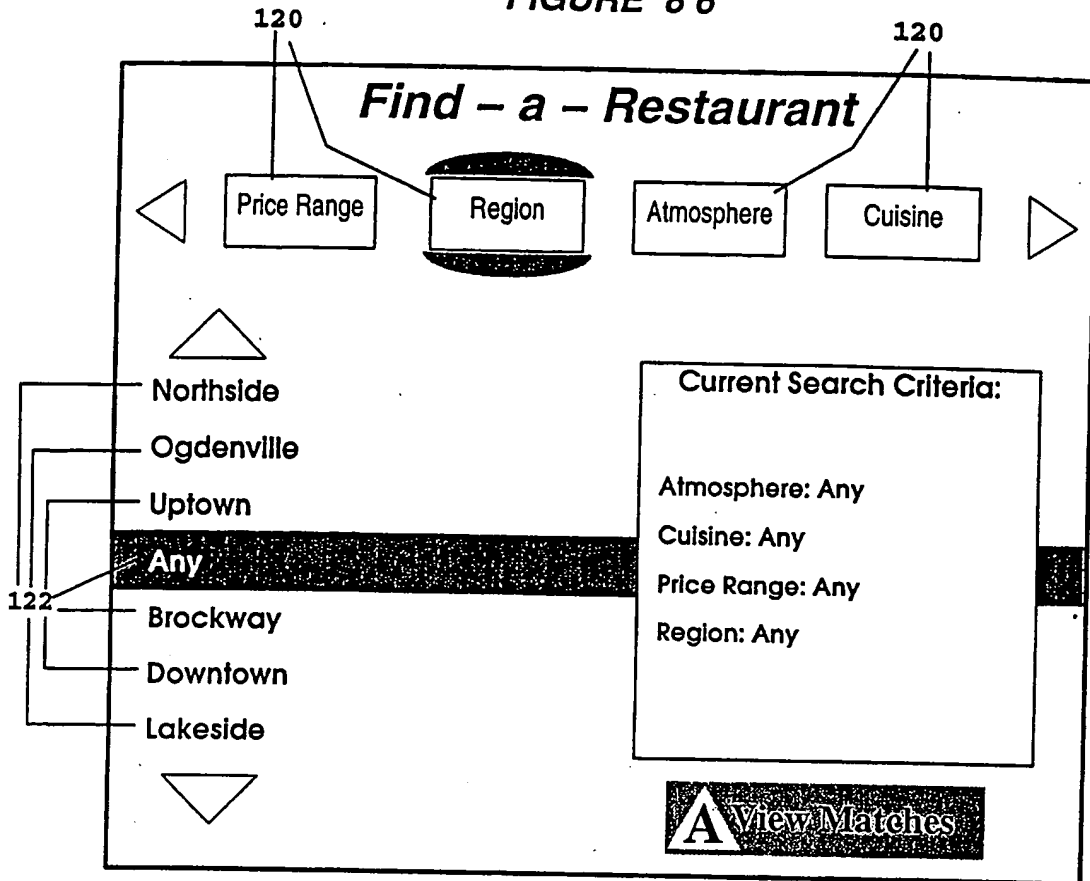 120
120
Find – a – Restaurant
Price Range
Region
Atmosphere
Cuisine
Northside
Ogdenville
Uptown
Any
122
Brockway
Downtown
Lakeside
Current Search Criteria:
Atmosphere: Any
Cuisine: Any
Price Range: Any
Region: Any
A View Matches